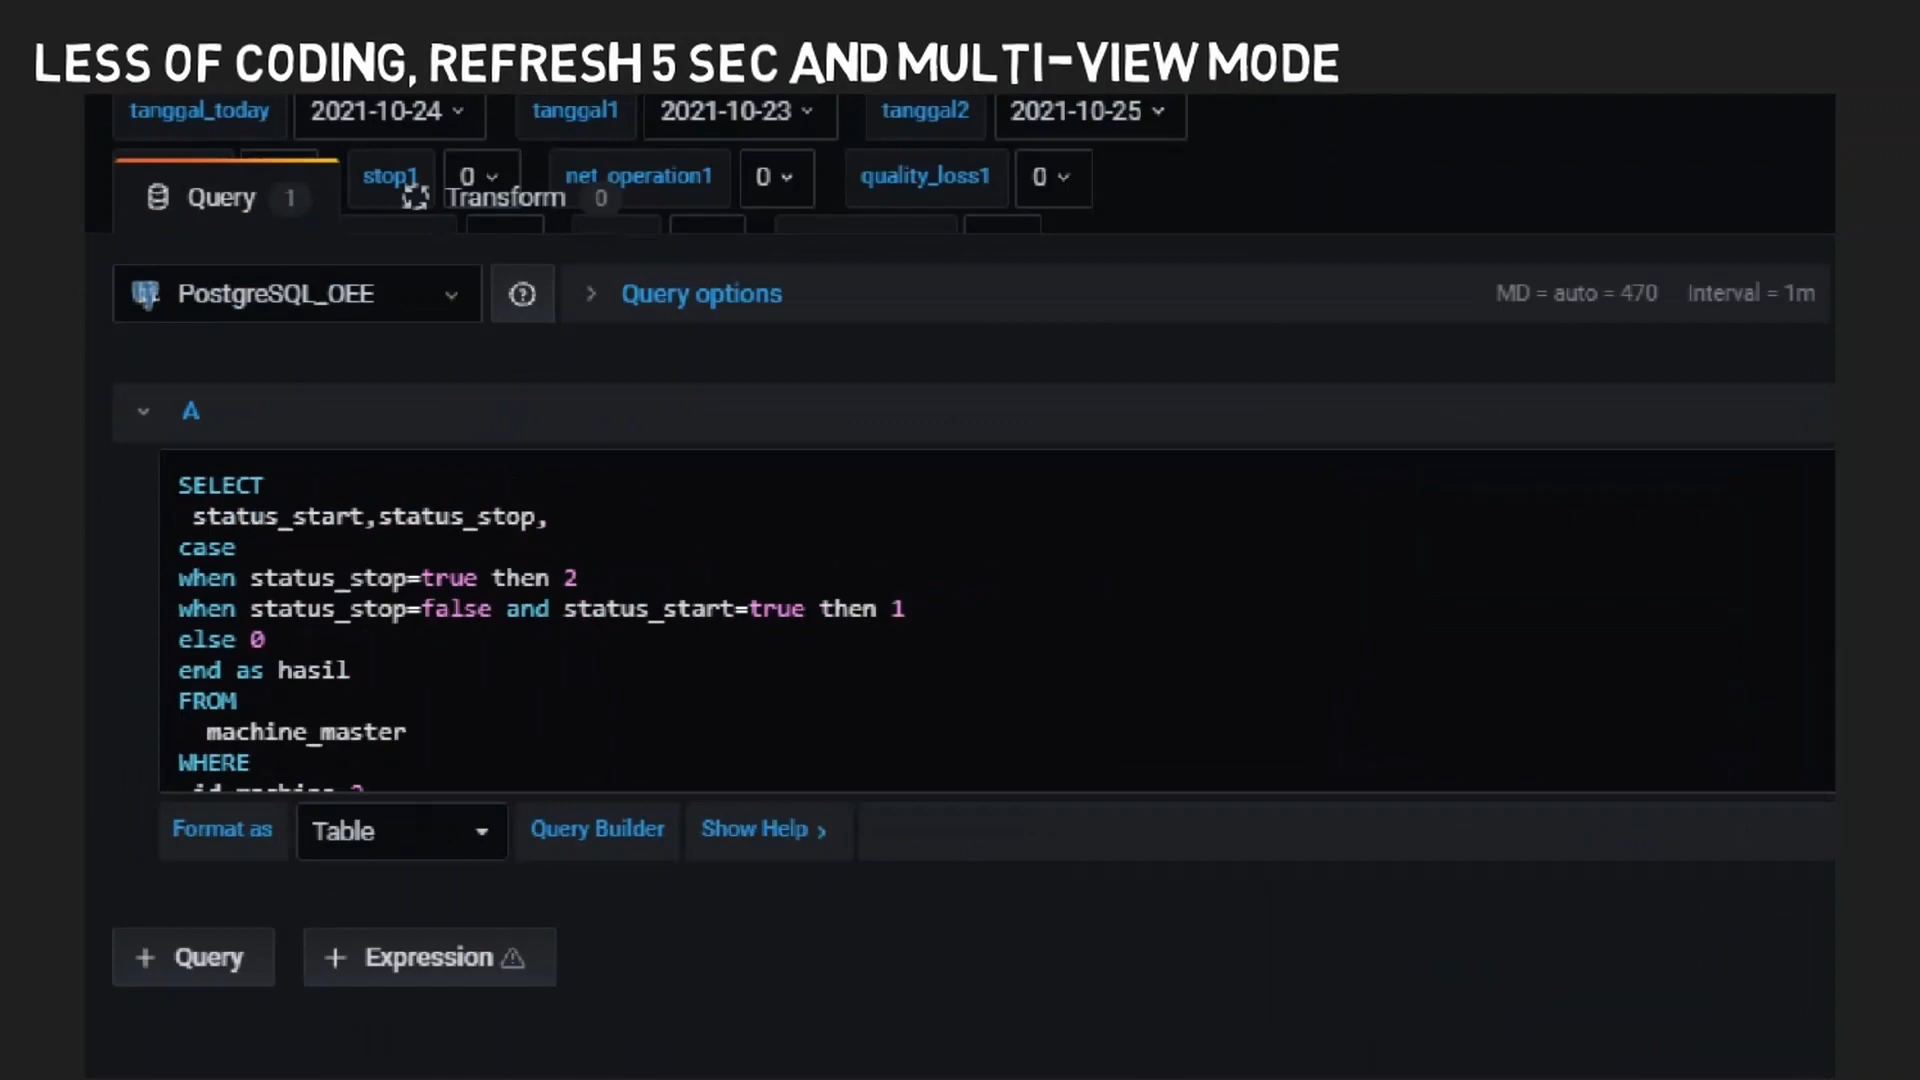 LESS OF CODING, REFRESH 5 SEC AND MULTI-VIEW MODE
tanggal_today 2021-10-24 tanggal1 2021-10-23 tanggal2 2021-10-25
stop1 0 net_operation1 0 quality_loss1 0
Query 1 Transform 0
PostgreSQL_OEE Query options MD = auto = 470 Interval = 1m
A
SELECT
status_start,status_stop,
case
when status_stop=true then 2
when status_stop=false and status_start=true then 1
else 0
end as hasil
FROM
machine_master
WHERE
Format as Table Query Builder Show Help >
+ Query + Expression